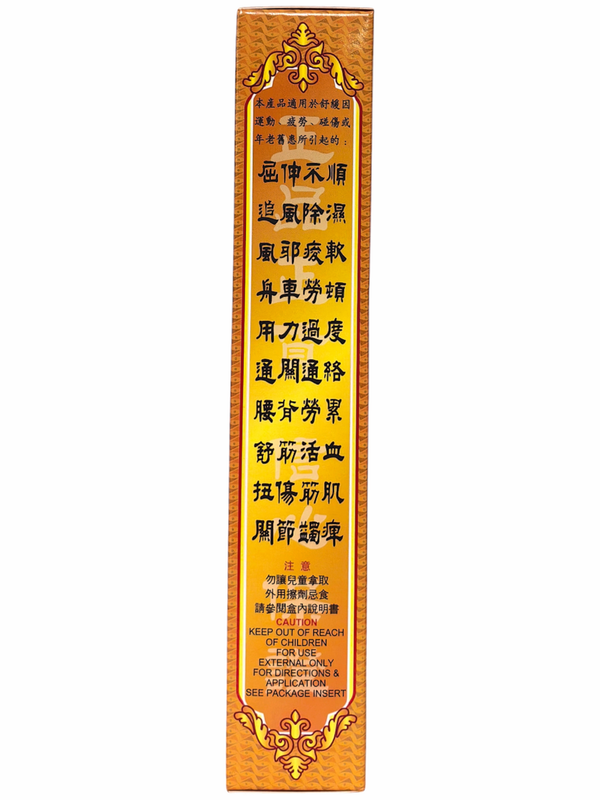 本產品適用於舒緩因
運動、疲勞、碰傷或
年老舊患所引起的：
屈伸不順
追風除濕
風邪痠軟
舟車勞頓
用力過度
通關通絡
腰背勞累
舒筋活血
扭傷筋肌
關節蠲痺
正品
注意
勿讓兒童拿取
外用擦劑忌食
請參閱盒內說明書
CAUTION
KEEP OUT OF REACH
OF CHILDREN
FOR USE
EXTERNAL ONLY
FOR DIRECTIONS &
APPLICATION
SEE PACKAGE INSERT